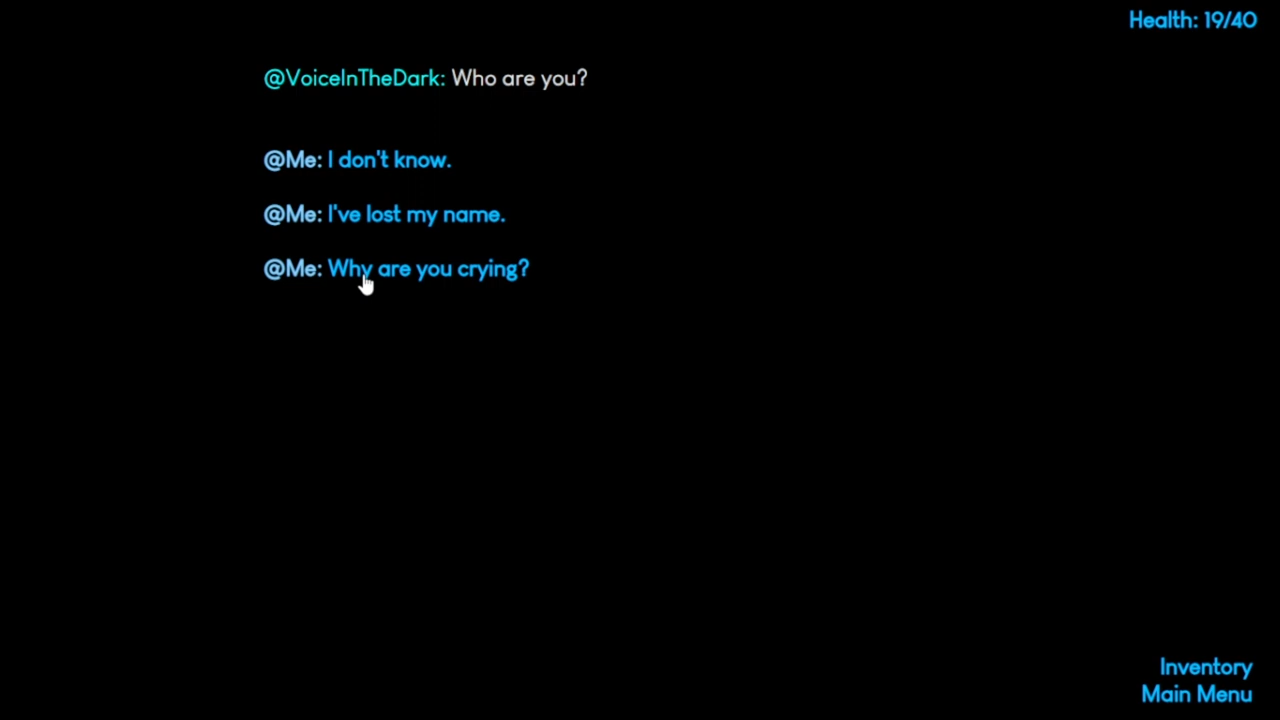 Health: 19/40
@VoiceInTheDark: Who are you?
@Me: I don't know.
@Me: I've lost my name.
@Me: Why are you crying?
Inventory
Main Menu